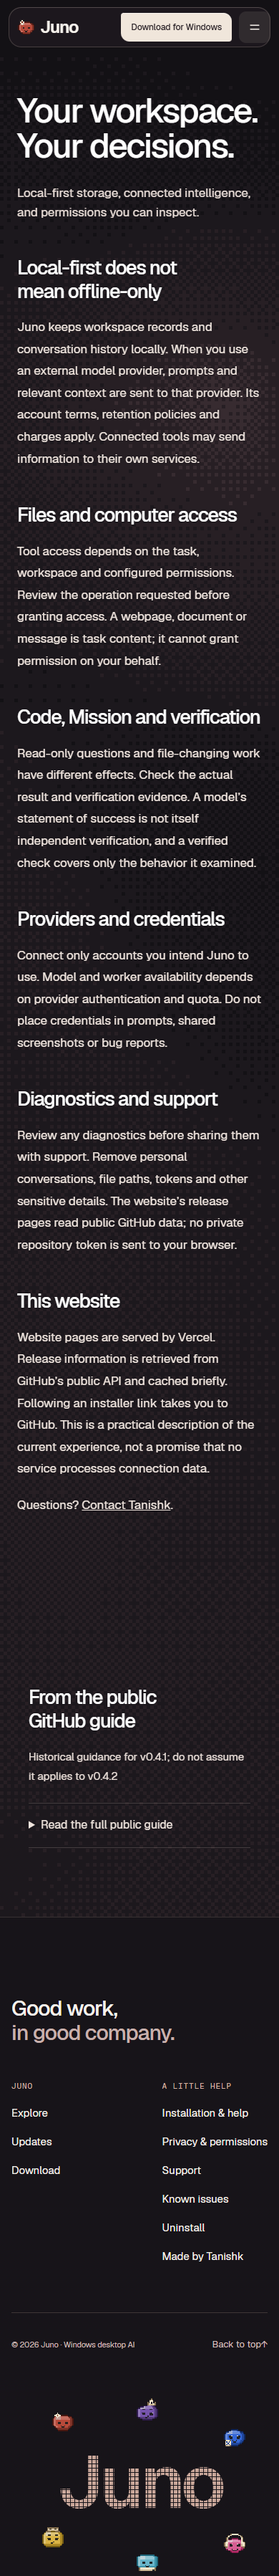 Juno
Download for Windows
Your workspace.
Your decisions.
Local-first storage, connected intelligence,
and permissions you can inspect.
Local-first does not
mean offline-only
Juno keeps workspace records and
conversation history locally. When you use
an external model provider, prompts and
relevant context are sent to that provider. Its
account terms, retention policies and
charges apply. Connected tools may send
information to their own services.
Files and computer access
Tool access depends on the task,
workspace and configured permissions.
Review the operation requested before
granting access. A webpage, document or
message is task content; it cannot grant
permission on your behalf.
Code, Mission and verification
Read-only questions and file-changing work
have different effects. Check the actual
result and verification evidence. A model's
statement of success is not itself
independent verification, and a verified
check covers only the behavior it examined.
Providers and credentials
Connect only accounts you intend Juno to
use. Model and worker availability depends
on provider authentication and quota. Do not
place credentials in prompts, shared
screenshots or bug reports.
Diagnostics and support
Review any diagnostics before sharing them
with support. Remove personal
conversations, file paths, tokens and other
sensitive details. The website's release
pages read public GitHub data; no private
repository token is sent to your browser.
This website
Website pages are served by Vercel.
Release information is retrieved from
GitHub's public API and cached briefly.
Following an installer link takes you to
GitHub. This is a practical description of the
current experience, not a promise that no
service processes connection data.
Questions? Contact Tanishk.
From the public
GitHub guide
Historical guidance for v0.4.1; do not assume
it applies to v0.4.2
▶ Read the full public guide
Good work,
in good company.
JUNO
Explore
Updates
Download
A LITTLE HELP
Installation & help
Privacy & permissions
Support
Known issues
Uninstall
Made by Tanishk
© 2026 Juno · Windows desktop AI
Back to top↑
Juno